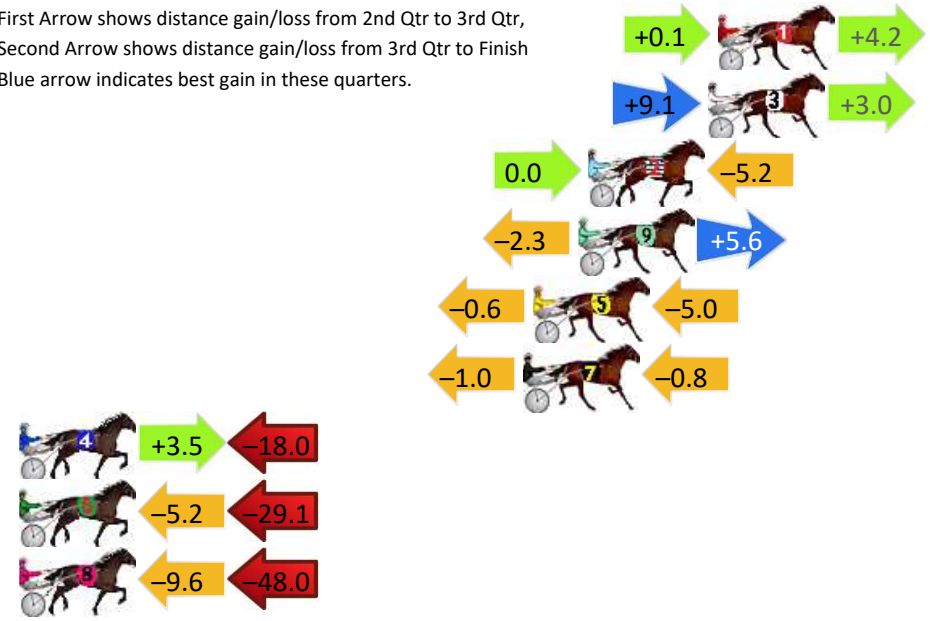 First Arrow shows distance gain/loss from 2nd Qtr to 3rd Qtr,
Second Arrow shows distance gain/loss from 3rd Qtr to Finish
Blue arrow indicates best gain in these quarters.
+0.1 1 +4.2
+9.1 3 +3.0
0.0 2 –5.2
–2.3 9 +5.6
–0.6 5 –5.0
–1.0 7 –0.8
4 +3.5 –18.0
6 –5.2 –29.1
8 –9.6 –48.0